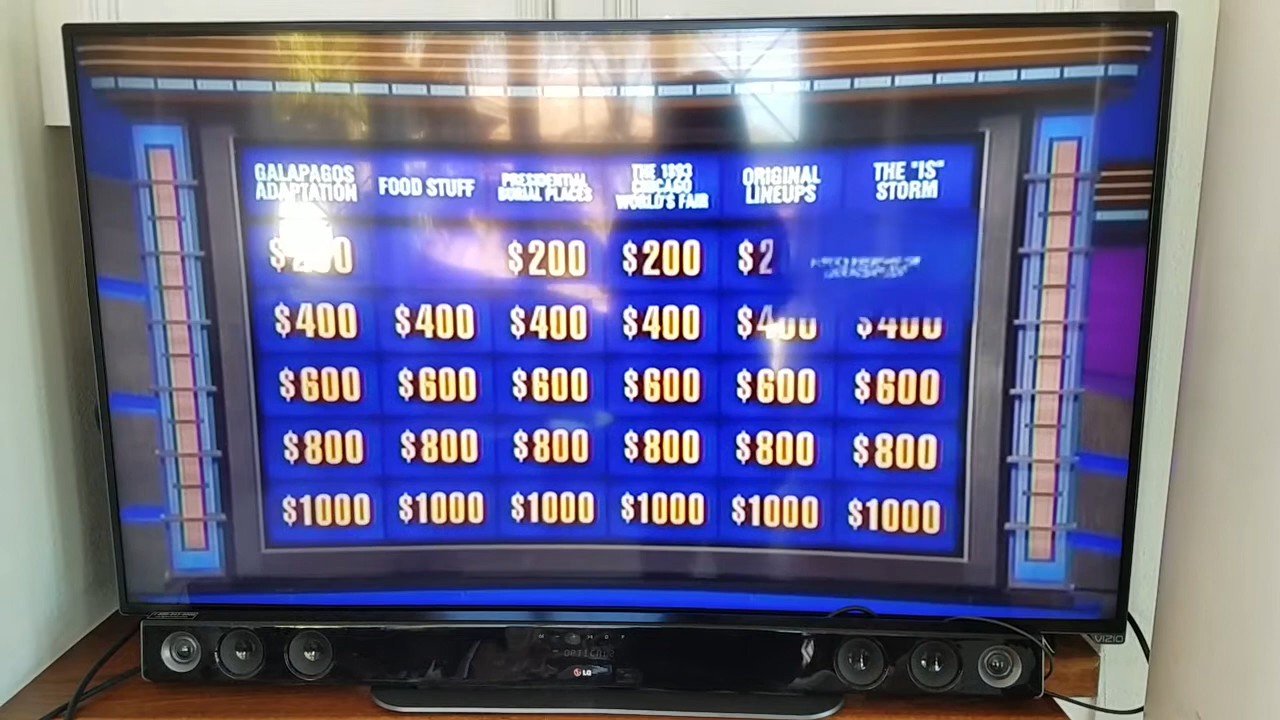 GALAPAGOS
ADAPTATION
FOOD STUFF
PRESIDENTIAL
BURIAL PLACES
THE 1893
CHICAGO
WORLD'S FAIR
ORIGINAL
LINEUPS
THE "IS"
STORM
$200 $200 $200 $2
$400 $400 $400 $400 $400 $400
$600 $600 $600 $600 $600 $600
$800 $800 $800 $800 $800 $800
$1000 $1000 $1000 $1000 $1000 $1000
OPTICAL
LG
VIZIO